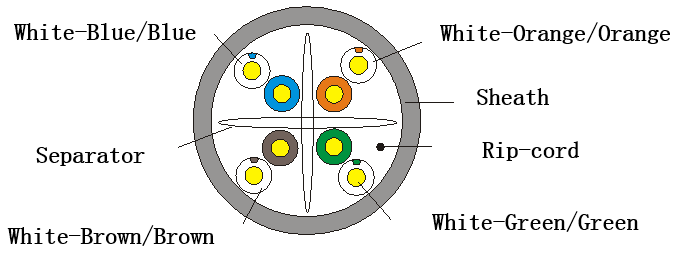 White-Blue/Blue
White-Orange/Orange
Sheath
Separator
Rip-cord
White-Green/Green
White-Brown/Brown